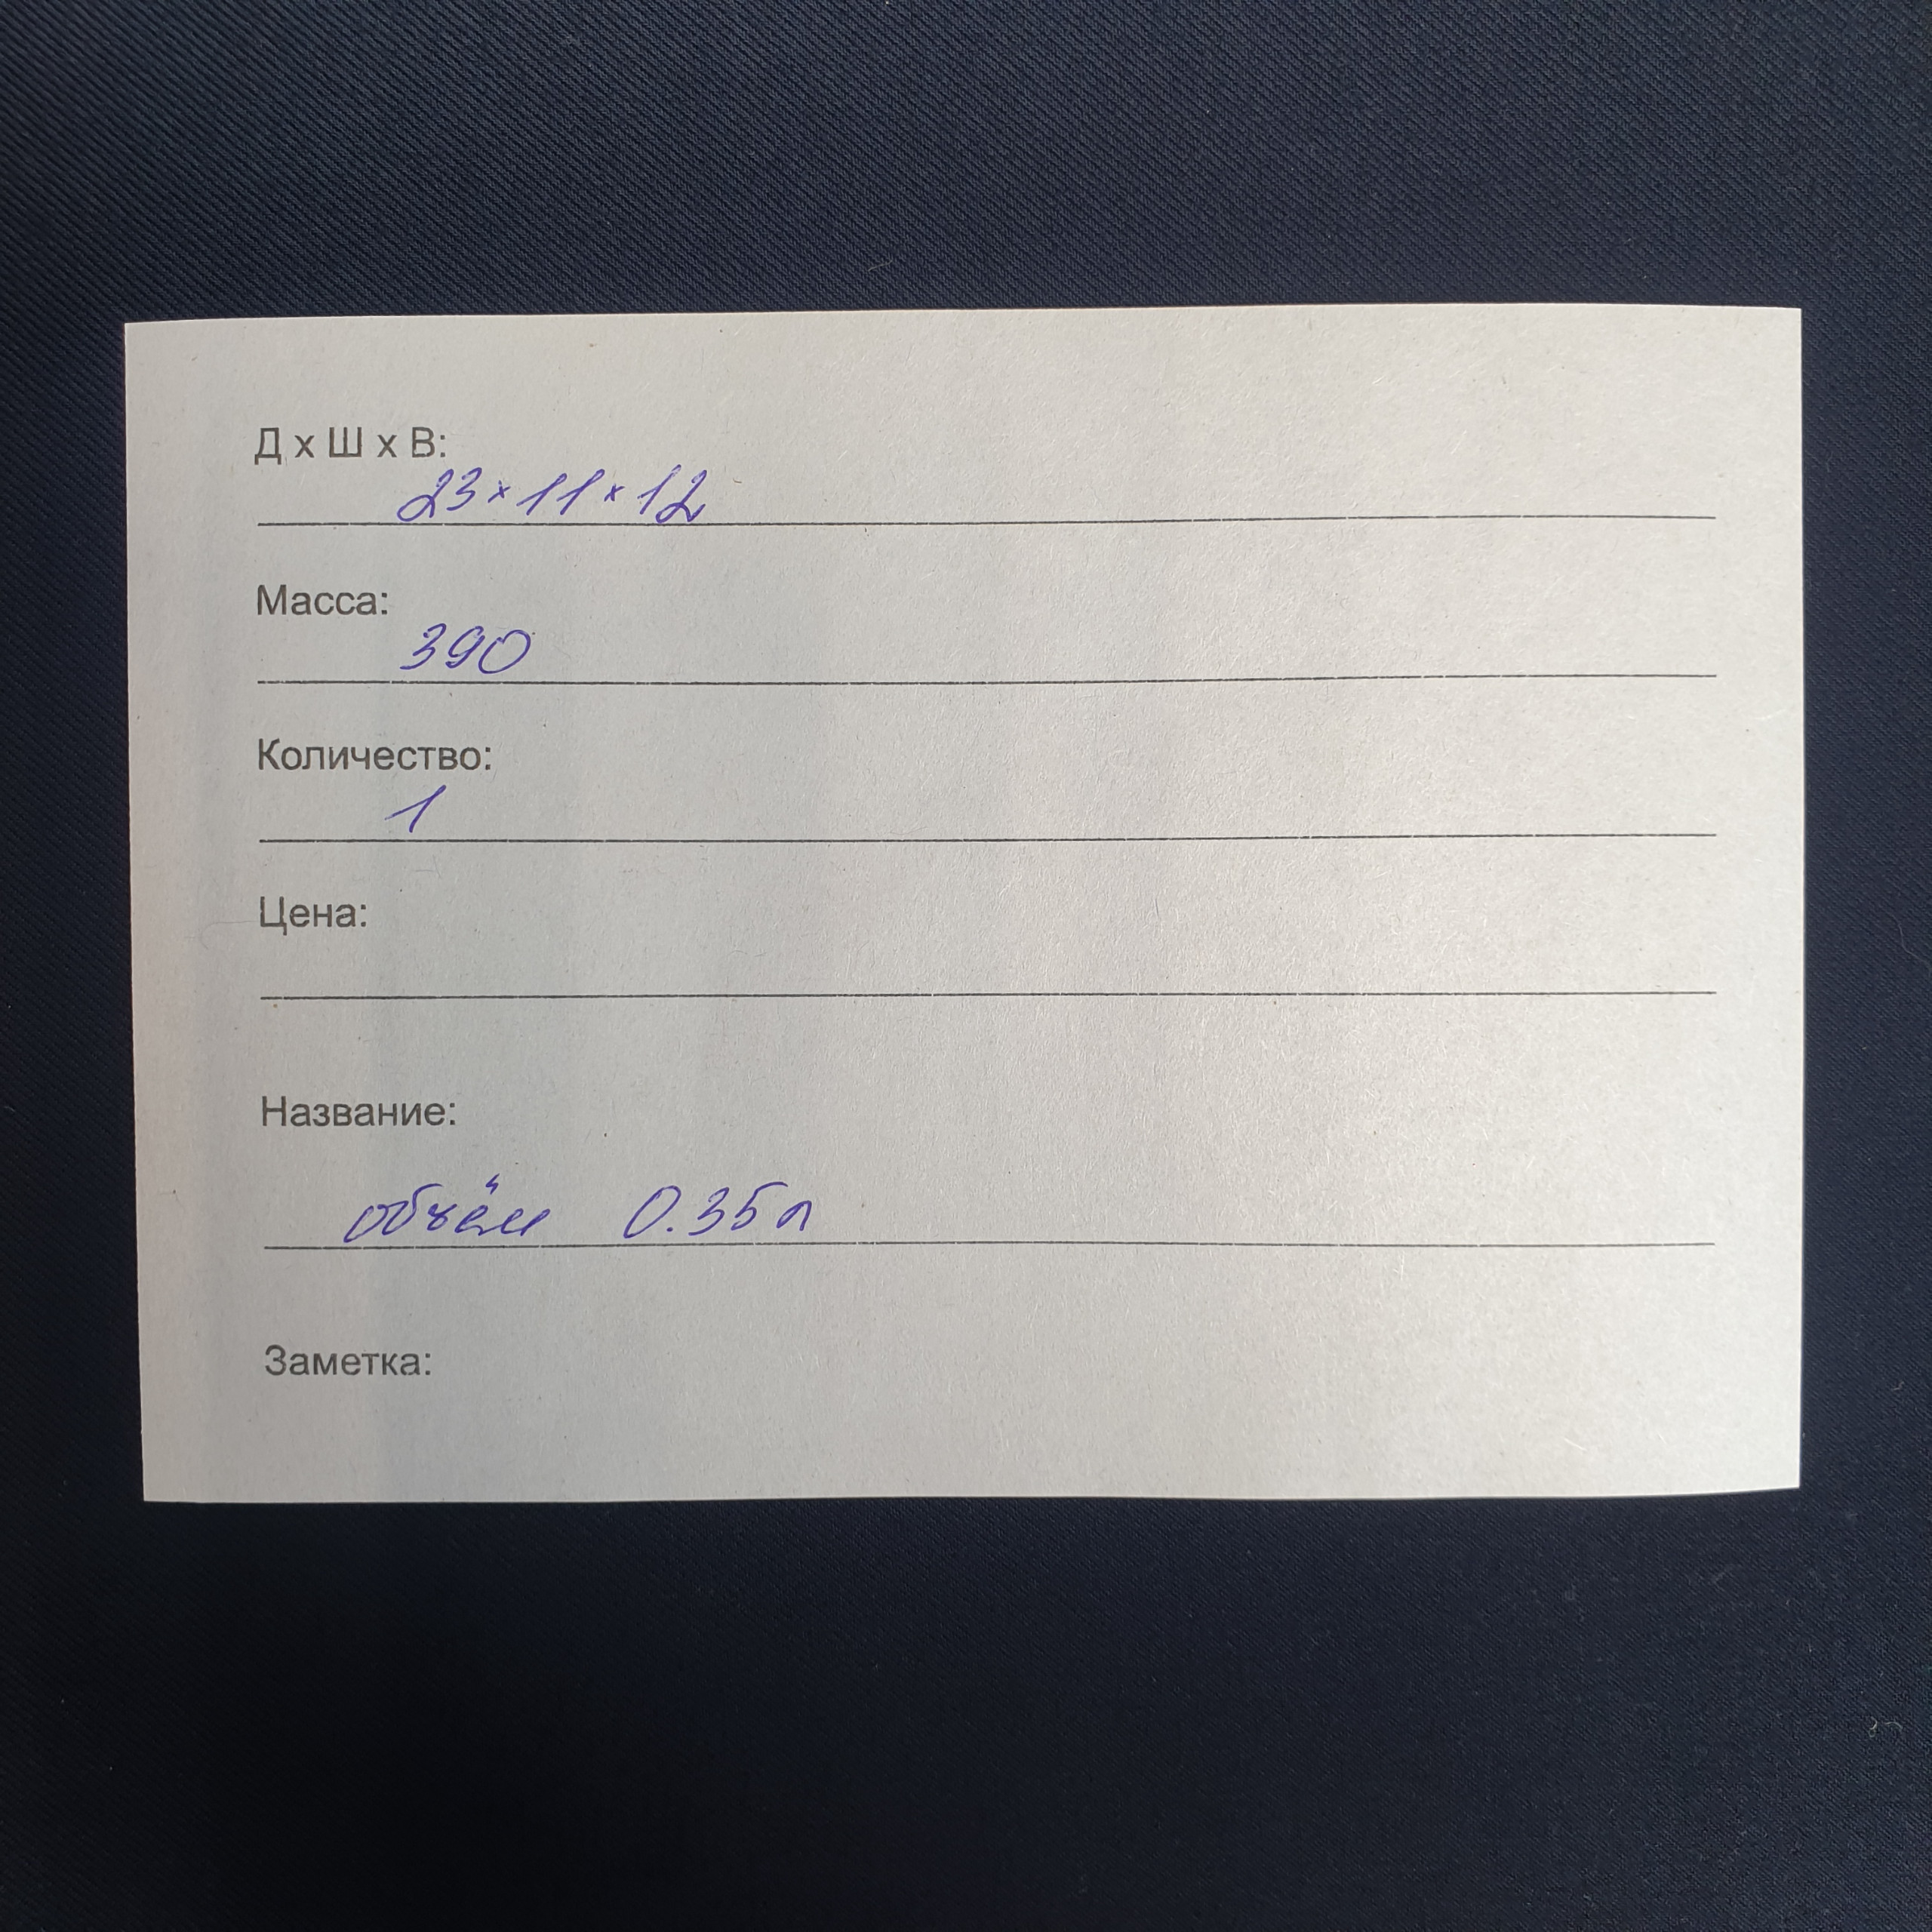 Д х Ш х В:
23×11×12
Масса:
390
Количество:
1
Цена:
Название:
объём 0.35л
Заметка: